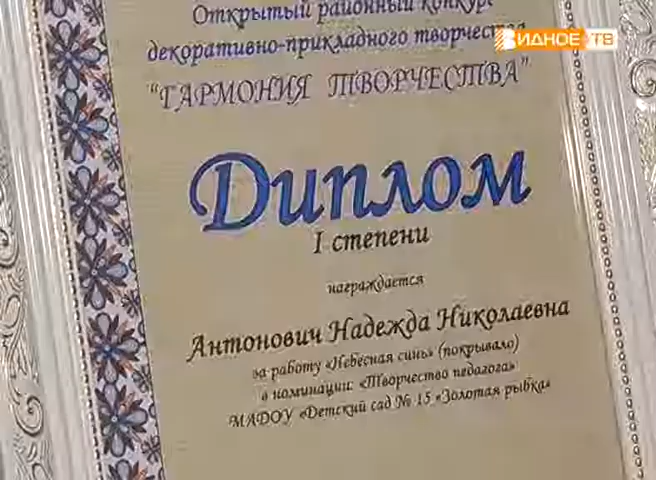 Открытый районный конкурс
декоративно-прикладного творчества
ВИДНОЕ ТВ
"ГАРМОНИЯ ТВОРЧЕСТВА"
Диплом
I степени
награждается
Антонович Надежда Николаевна
за работу «Небесная синь» (покрывало)
в номинации: «Творчество педагога»
МАДОУ «Детский сад № 15 «Золотая рыбка»